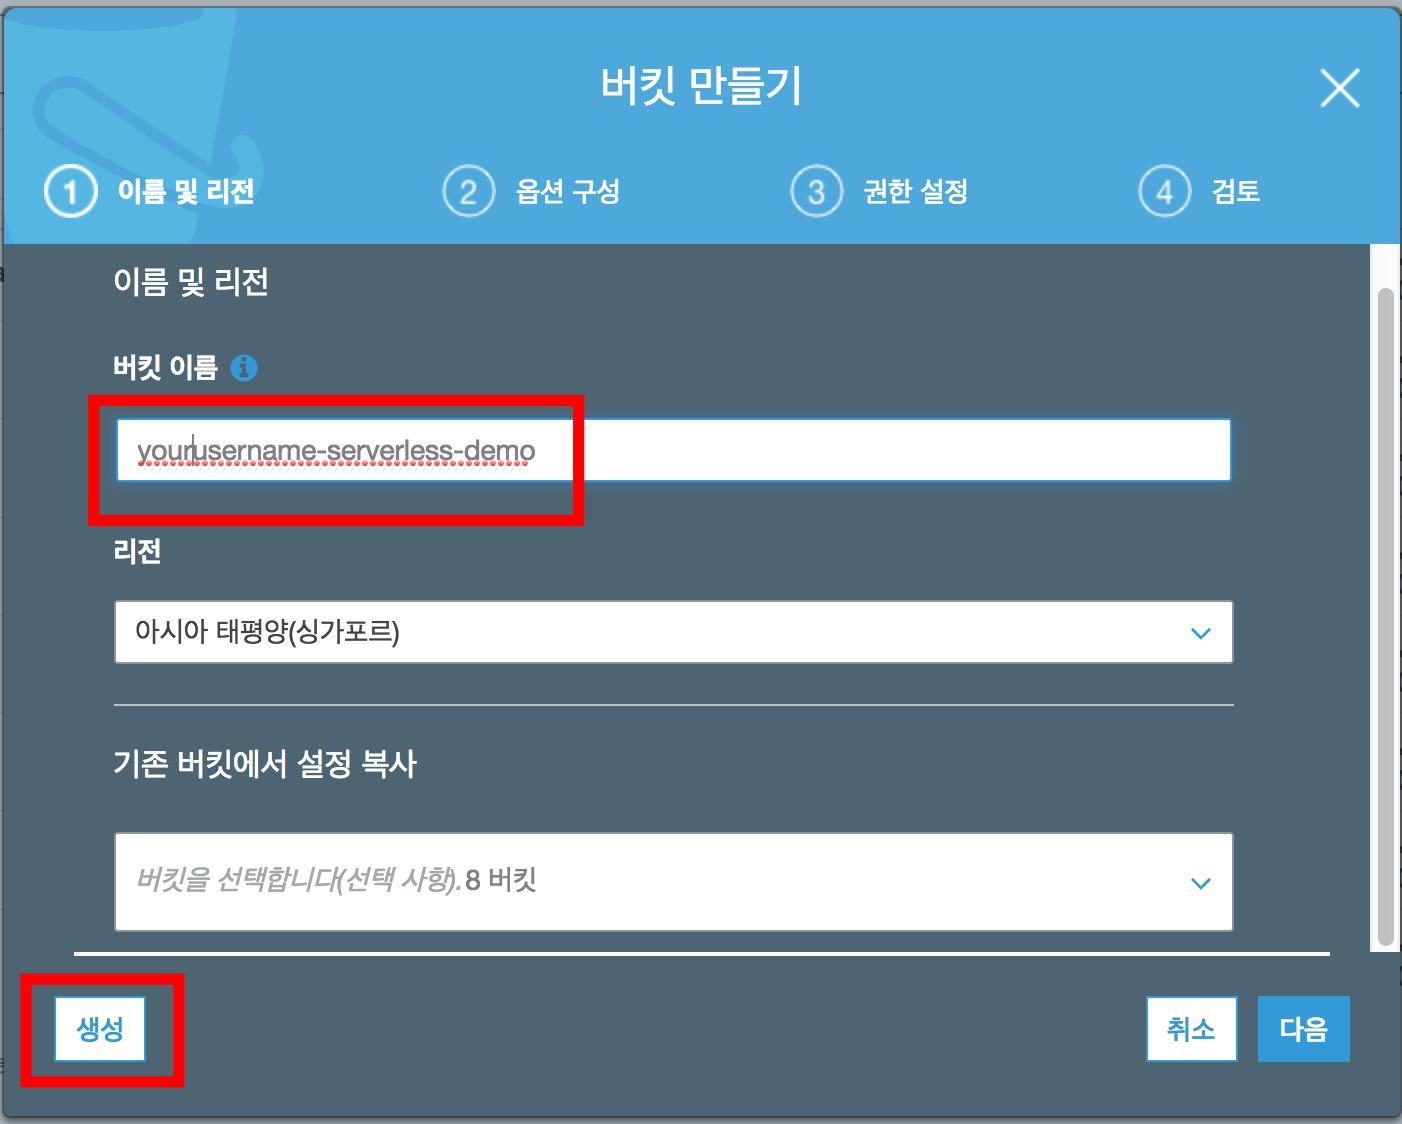 버킷 만들기
1 이름 및 리전
2 옵션 구성
3 권한 설정
4 검토
이름 및 리전
버킷 이름
yourusername-serverless-demo
리전
아시아 태평양(싱가포르)
기존 버킷에서 설정 복사
버킷을 선택합니다(선택 사항).8 버킷
생성
취소
다음